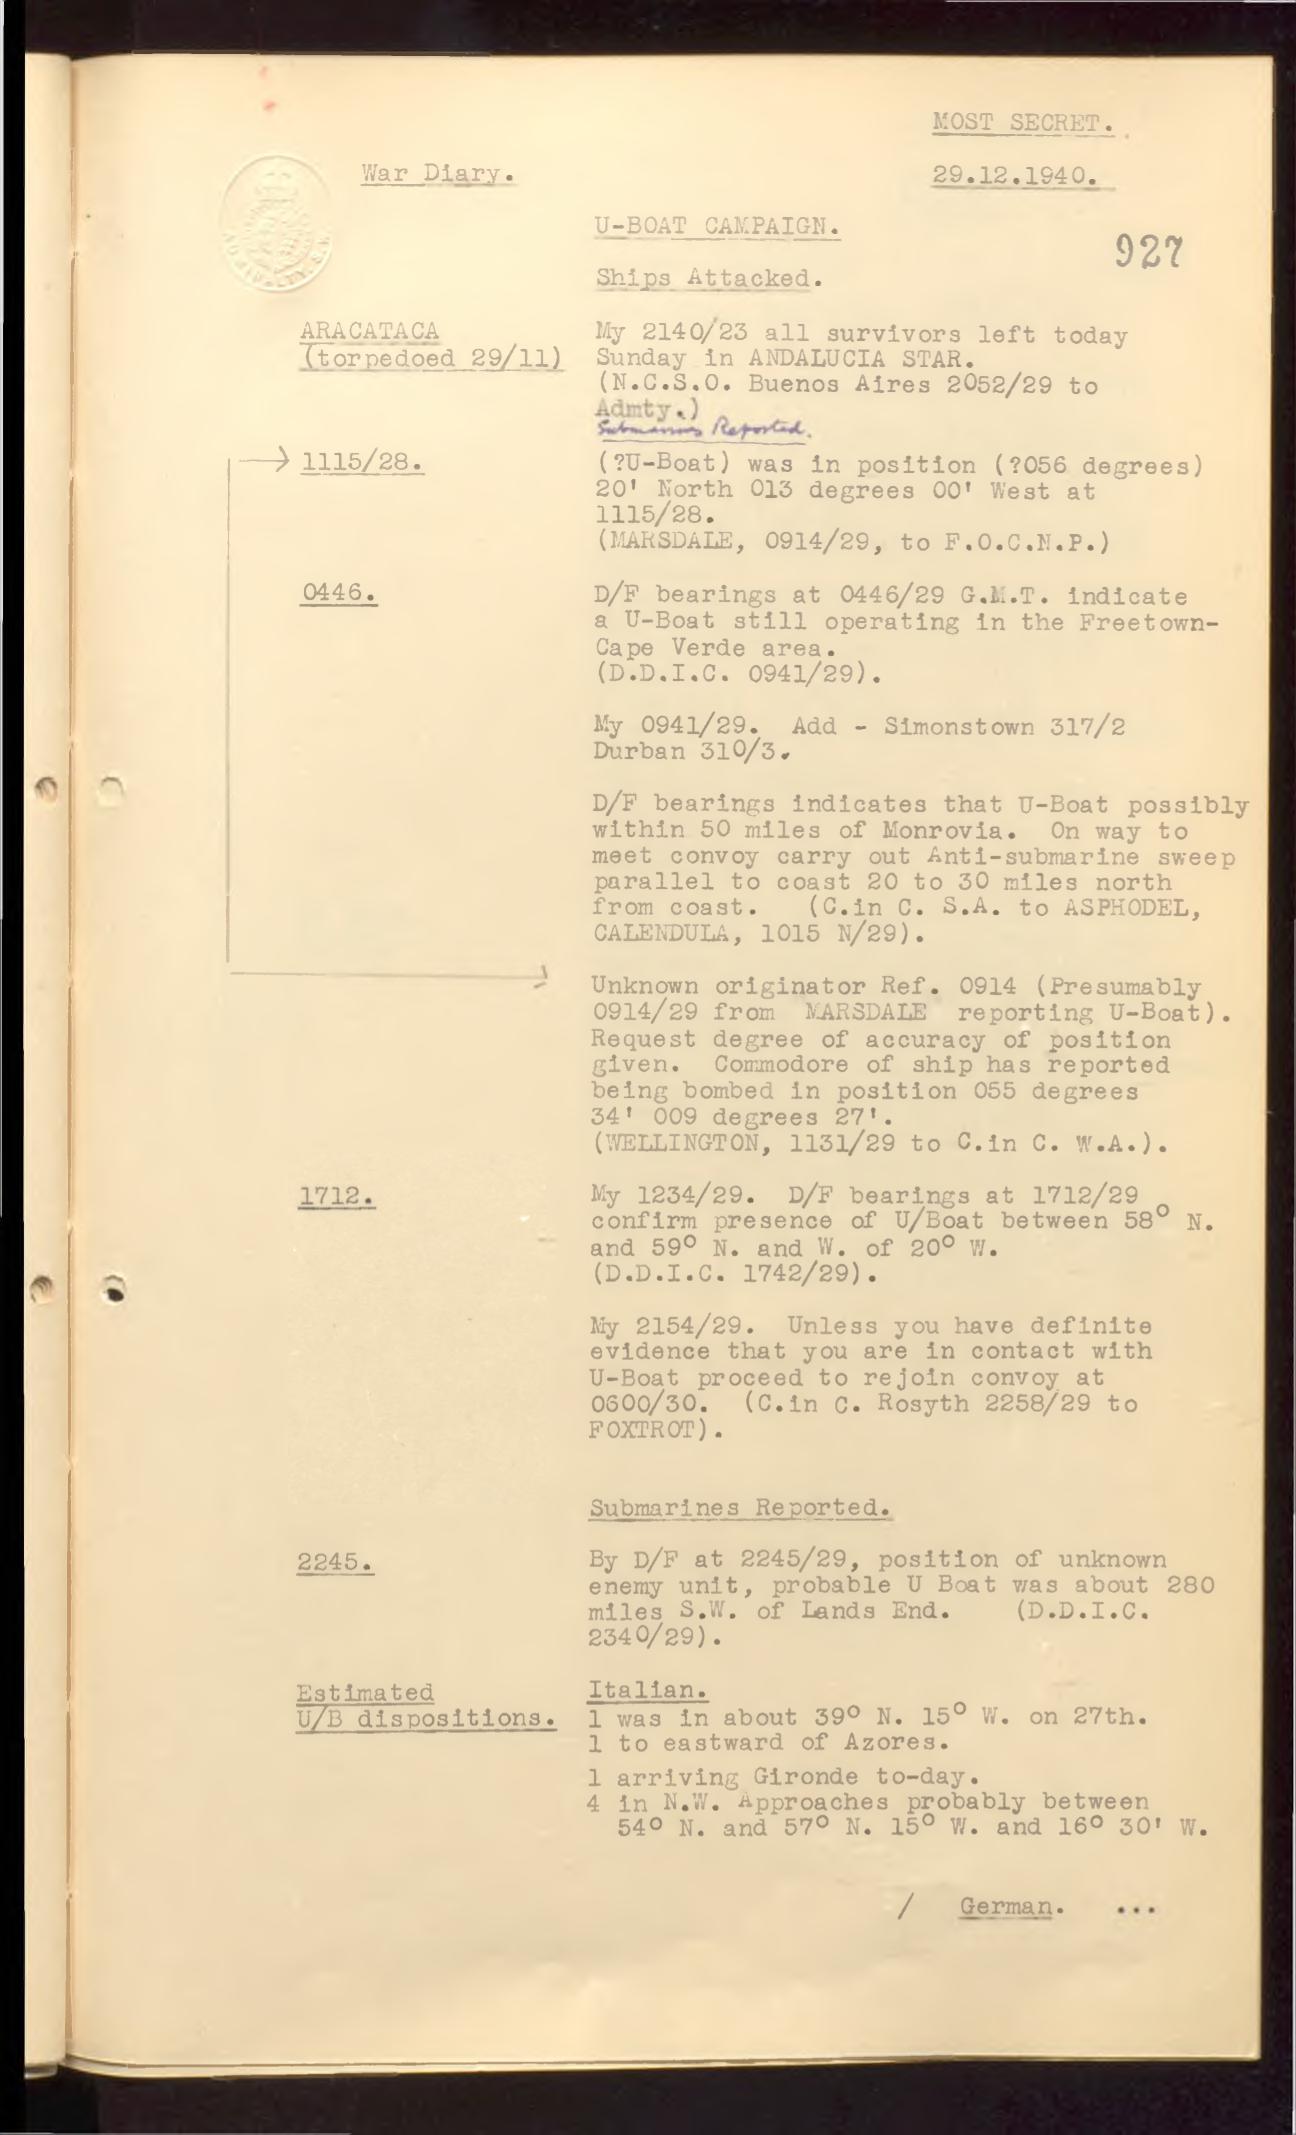 MOST SECRET.
War Diary.
29.12.1940.
U-BOAT CAMPAIGN.
927
Ships Attacked.
ARACATACA
(torpedoed 29/11)
My 2140/23 all survivors left today
Sunday in ANDALUCIA STAR.
(N.C.S.O. Buenos Aires 2052/29 to
Admty.)
Submarines Reported.
1115/28.
(?U-Boat) was in position (?056 degrees)
20' North 013 degrees 00' West at
1115/28.
(MARSDALE, 0914/29, to F.O.C.N.P.)
0446.
D/F bearings at 0446/29 G.M.T. indicate
a U-Boat still operating in the Freetown-
Cape Verde area.
(D.D.I.C. 0941/29).
My 0941/29. Add - Simonstown 317/2
Durban 310/3.
D/F bearings indicates that U-Boat possibly
within 50 miles of Monrovia. On way to
meet convoy carry out Anti-submarine sweep
parallel to coast 20 to 30 miles north
from coast. (C.in C. S.A. to ASPHODEL,
CALENDULA, 1015 N/29).
Unknown originator Ref. 0914 (Presumably
0914/29 from MARSDALE reporting U-Boat).
Request degree of accuracy of position
given. Commodore of ship has reported
being bombed in position 055 degrees
34' 009 degrees 27'.
(WELLINGTON, 1131/29 to C.in C. W.A.).
1712.
My 1234/29. D/F bearings at 1712/29
confirm presence of U/Boat between 58° N.
and 59° N. and W. of 20° W.
(D.D.I.C. 1742/29).
My 2154/29. Unless you have definite
evidence that you are in contact with
U-Boat proceed to rejoin convoy at
0600/30. (C.in C. Rosyth 2258/29 to
FOXTROT).
Submarines Reported.
2245.
By D/F at 2245/29, position of unknown
enemy unit, probable U Boat was about 280
miles S.W. of Lands End. (D.D.I.C.
2340/29).
Estimated
U/B dispositions.
Italian.
1 was in about 39° N. 15° W. on 27th.
1 to eastward of Azores.
1 arriving Gironde to-day.
4 in N.W. Approaches probably between
54° N. and 57° N. 15° W. and 16° 30' W.
/ German. ...